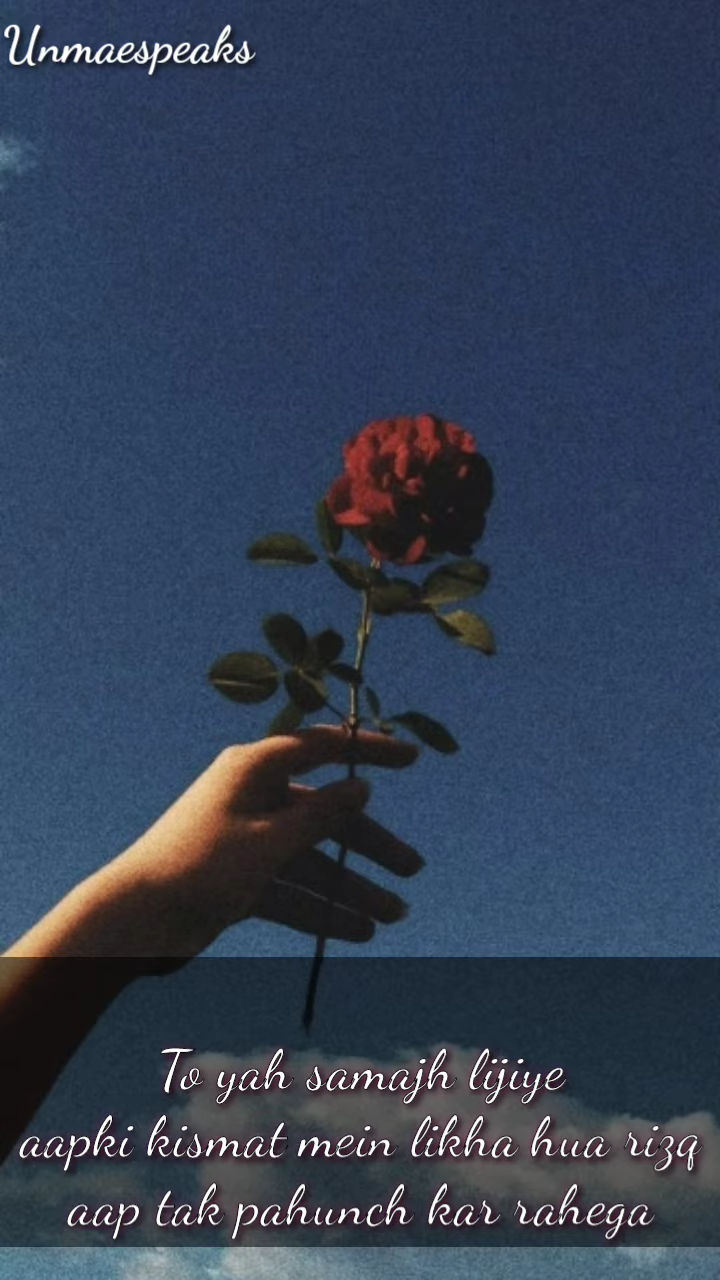 Unmaespeaks
To yah samajh lijiye
aapki kismat mein likha hua rizq
aap tak pahunch kar rahega